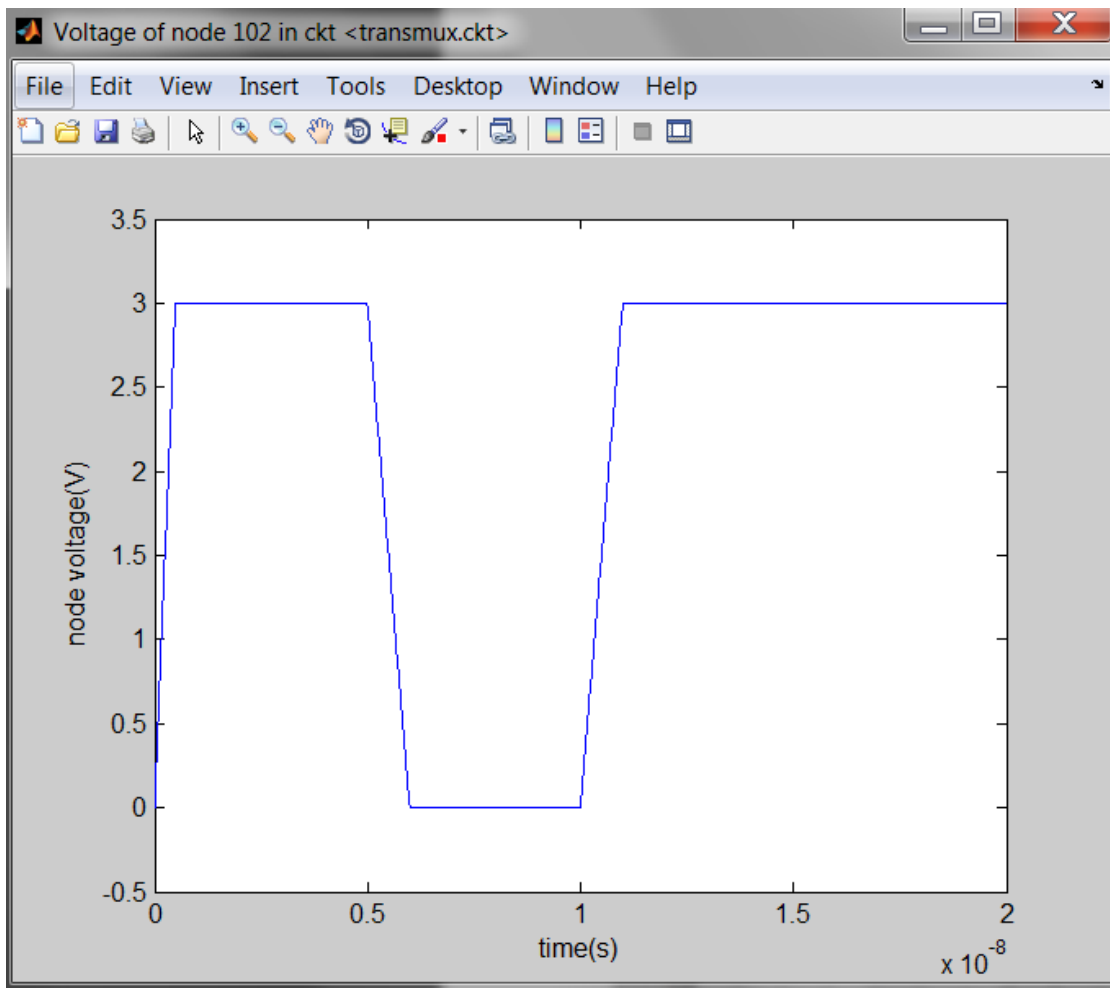 Voltage of node 102 in ckt <transmux.ckt>
File Edit View Insert Tools Desktop Window Help
3.5
3
2.5
2
1.5
1
0.5
0
-0.5
node voltage(V)
0 0.5 1 1.5 2
time(s)
x 10^-8